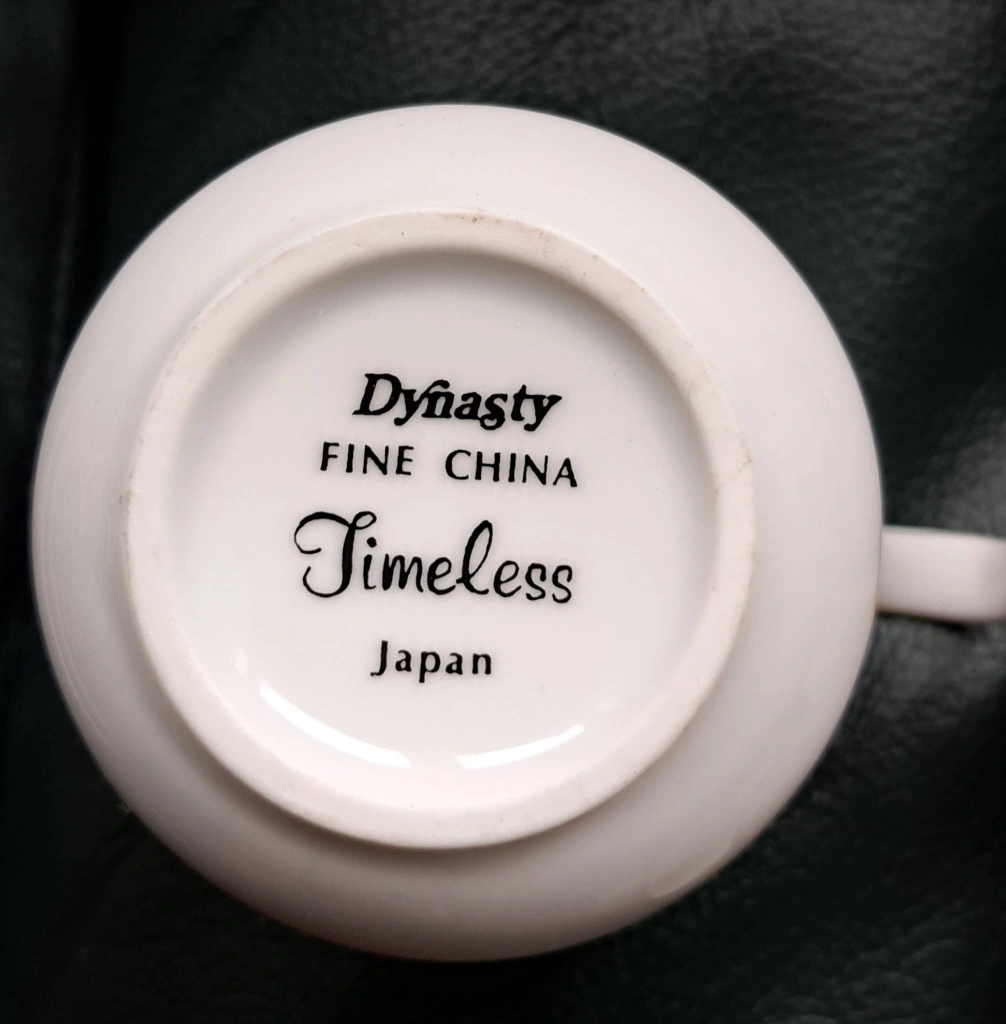 Dynasty
FINE CHINA
Timeless
Japan